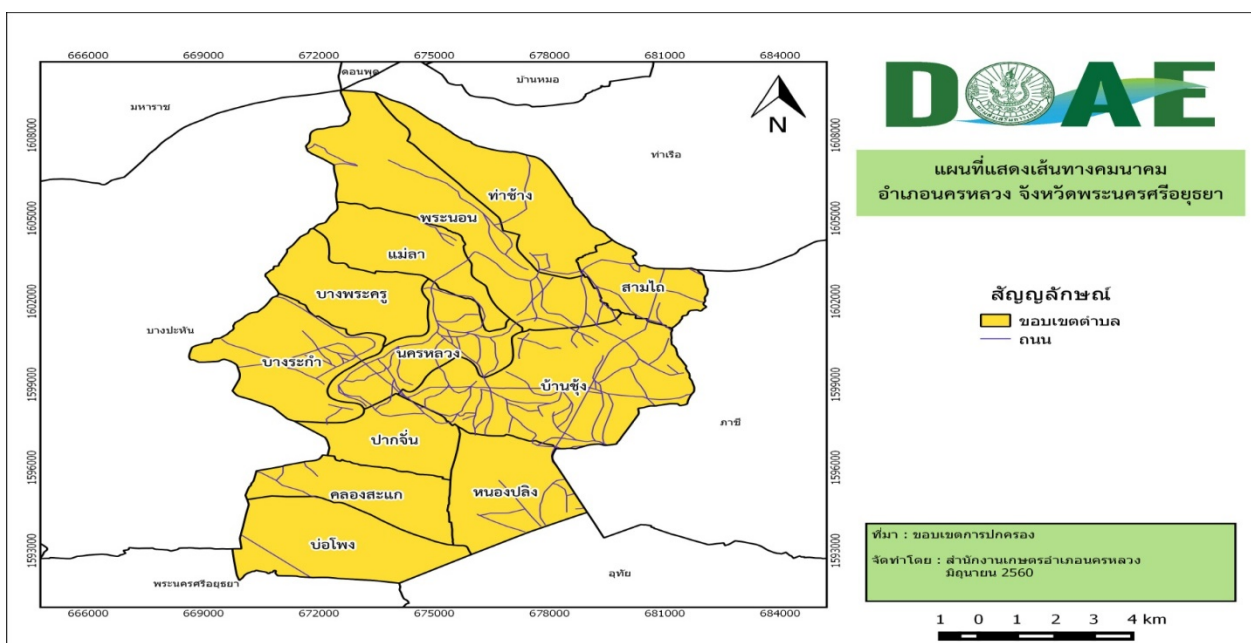 666000 669000 672000 675000 678000 681000 684000
ดอนพุด
บ้านหมอ
มหาราช
N
ท่าเรือ
1608000 1608000
ท่าช้าง
พระนอน
1605000 1605000
แม่ลา
สามไถ
บางพระครู
1602000 1602000
บางปะหัน
นครหลวง
บางระกำ
บ้านชุ้ง
1599000 1599000
ภาชี
ปากจั่น
1596000 1596000
คลองสะแก
หนองปลิง
บ่อโพง
1593000 1593000
อุทัย
พระนครศรีอยุธยา
666000 669000 672000 675000 678000 681000 684000
DOAE
แผนที่แสดงเส้นทางคมนาคม
อำเภอนครหลวง จังหวัดพระนครศรีอยุธยา
สัญญลักษณ์
ขอบเขตตำบล
ถนน
ที่มา : ขอบเขตการปกครอง
จัดทำโดย : สำนักงานเกษตรอำเภอนครหลวง
มิถุนายน 2560
1 0 1 2 3 4 km